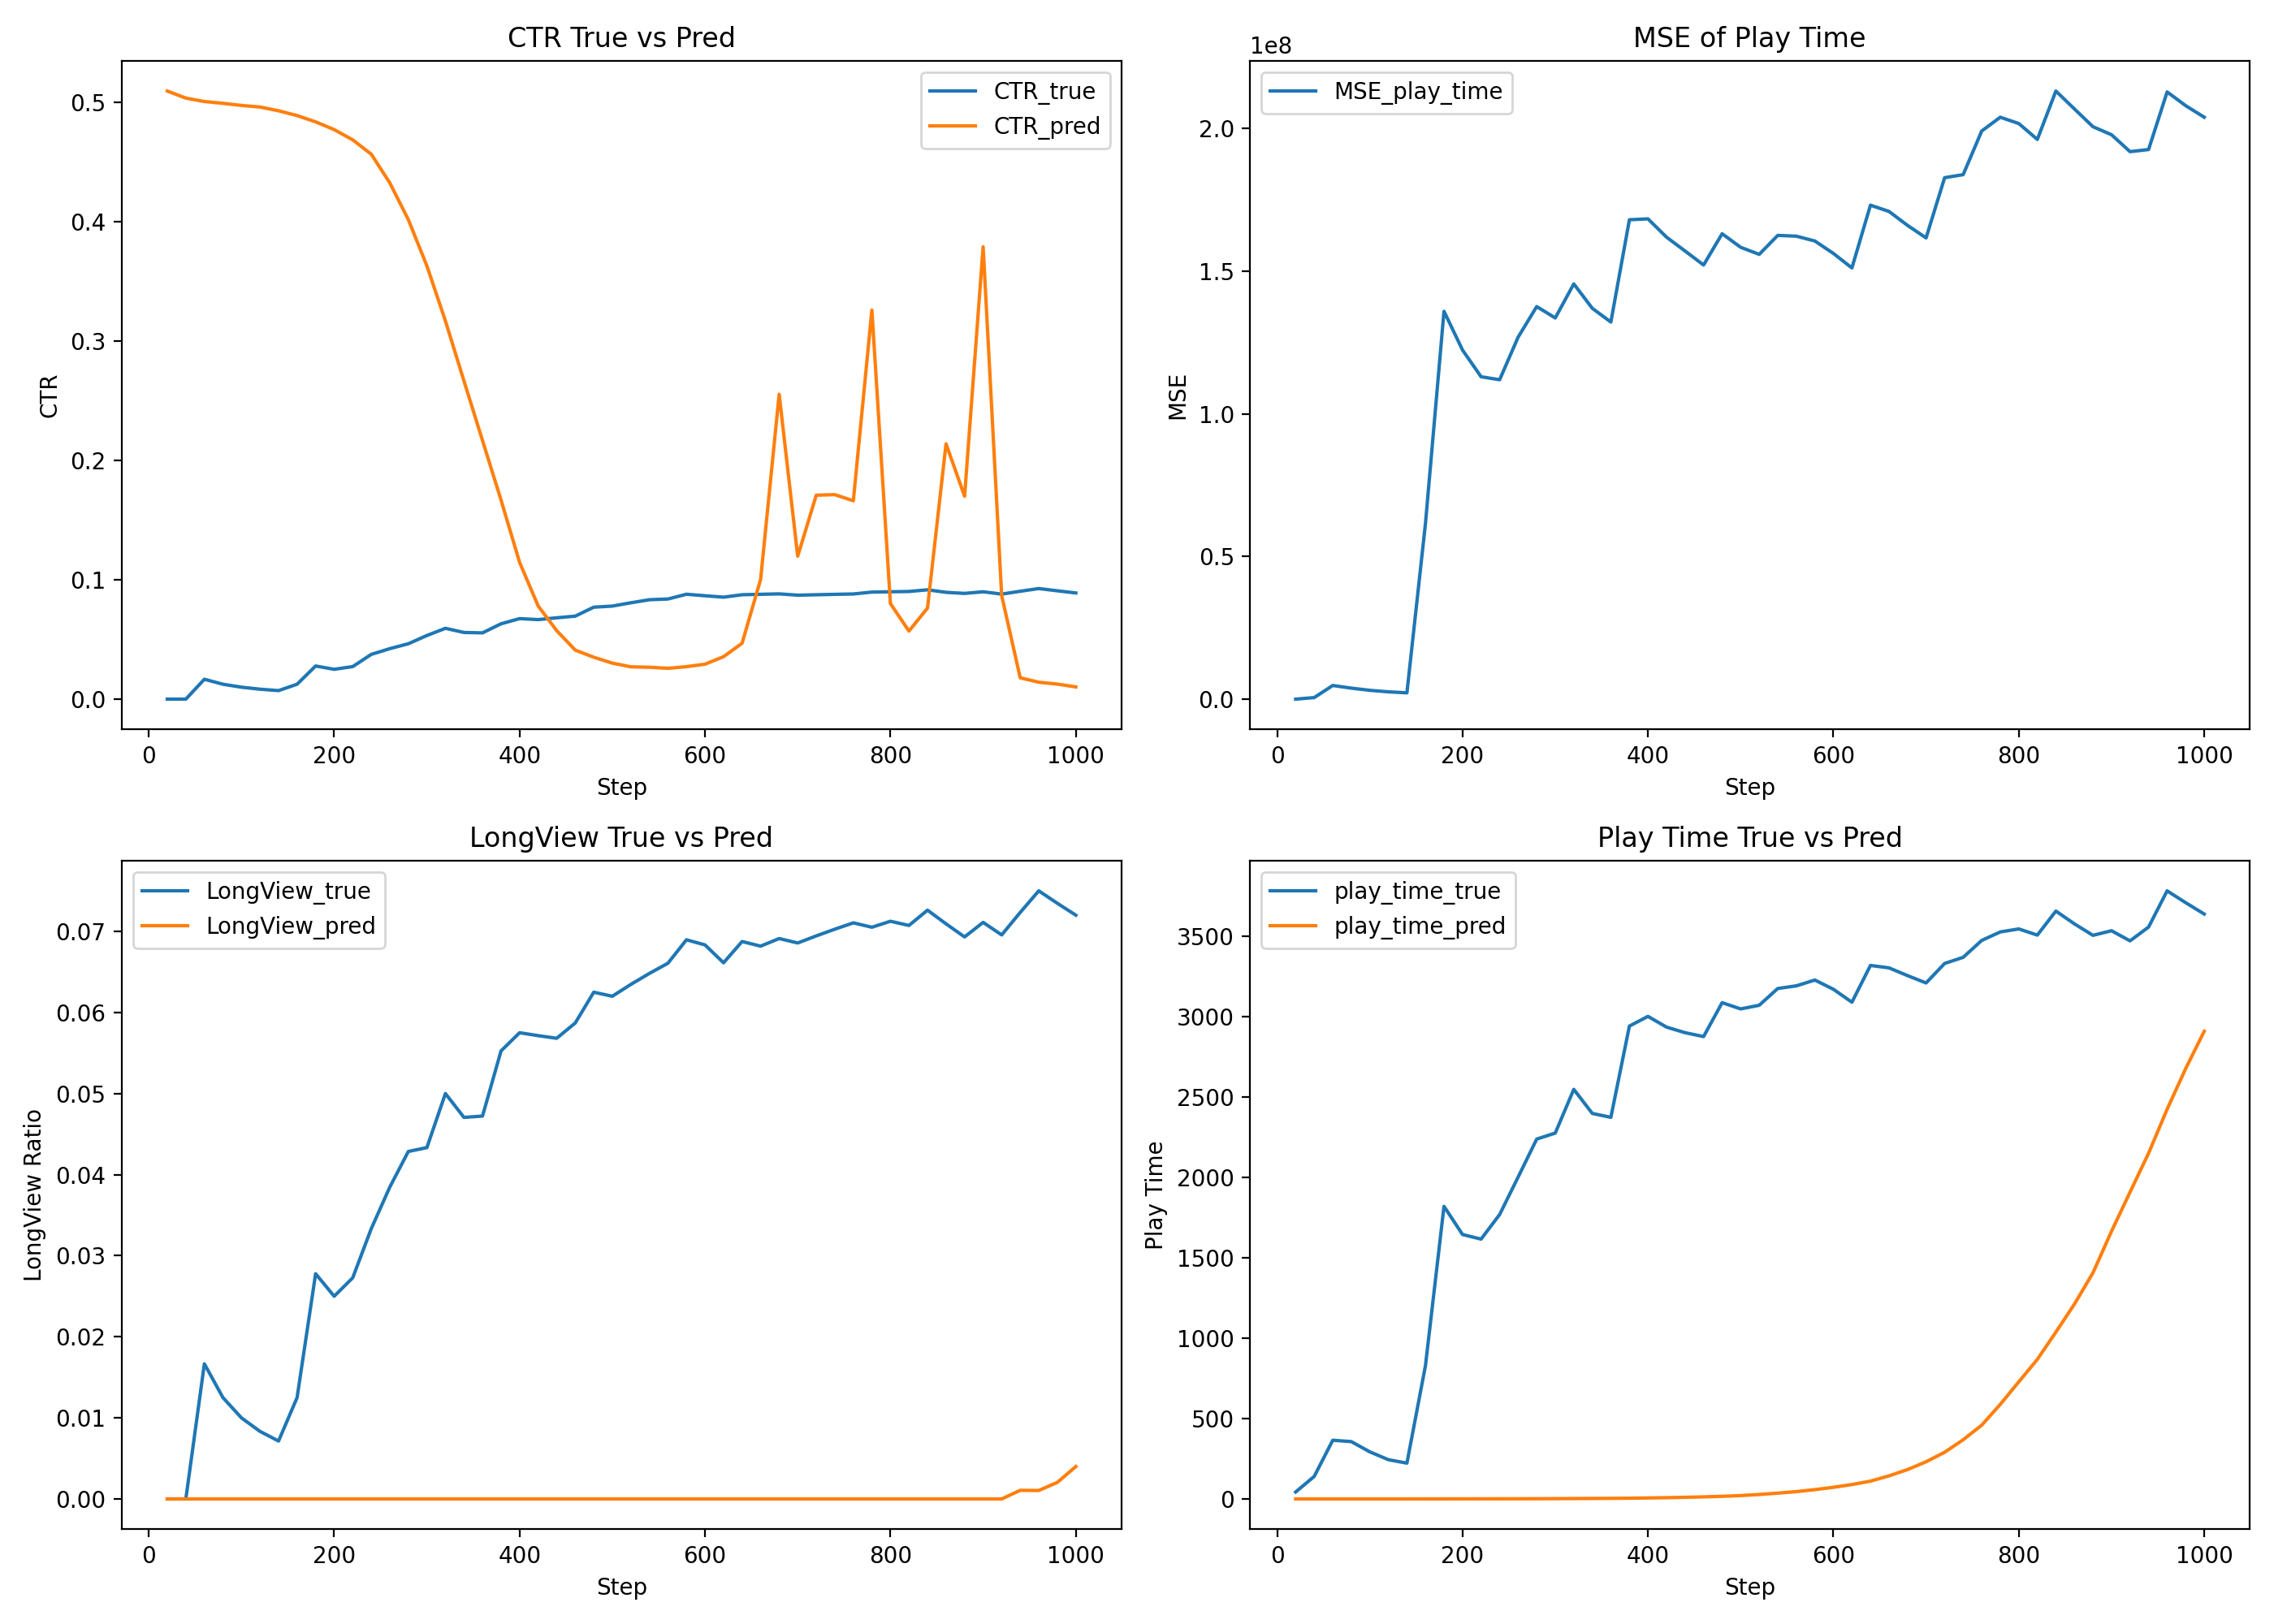 CTR True vs Pred
CTR_true
CTR_pred
0.5
0.4
0.3
0.2
0.1
0.0
CTR
0 200 400 600 800 1000
Step
MSE of Play Time
1e8
MSE_play_time
2.0
1.5
1.0
0.5
0.0
MSE
0 200 400 600 800 1000
Step
LongView True vs Pred
LongView_true
LongView_pred
0.07
0.06
0.05
0.04
0.03
0.02
0.01
0.00
LongView Ratio
0 200 400 600 800 1000
Step
Play Time True vs Pred
play_time_true
play_time_pred
3500
3000
2500
2000
1500
1000
500
0
Play Time
0 200 400 600 800 1000
Step